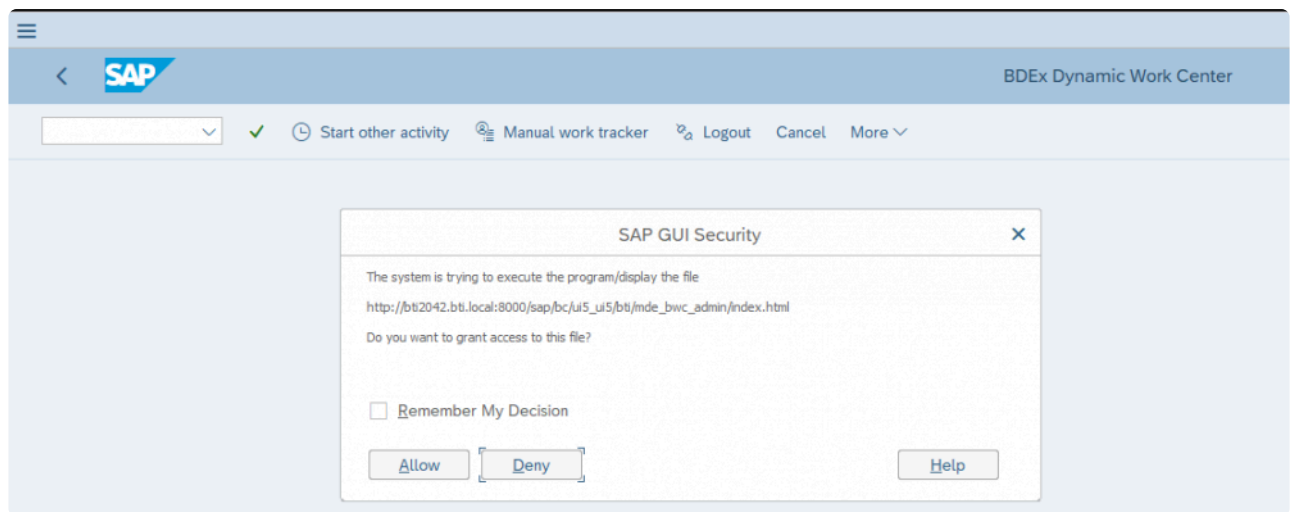 SAP
BDEx Dynamic Work Center
Start other activity Manual work tracker Logout Cancel More
SAP GUI Security
The system is trying to execute the program/display the file
http://bti2042.bti.local:8000/sap/bc/ui5_ui5/bti/mde_bwc_admin/index.html
Do you want to grant access to this file?
Remember My Decision
Allow Deny Help